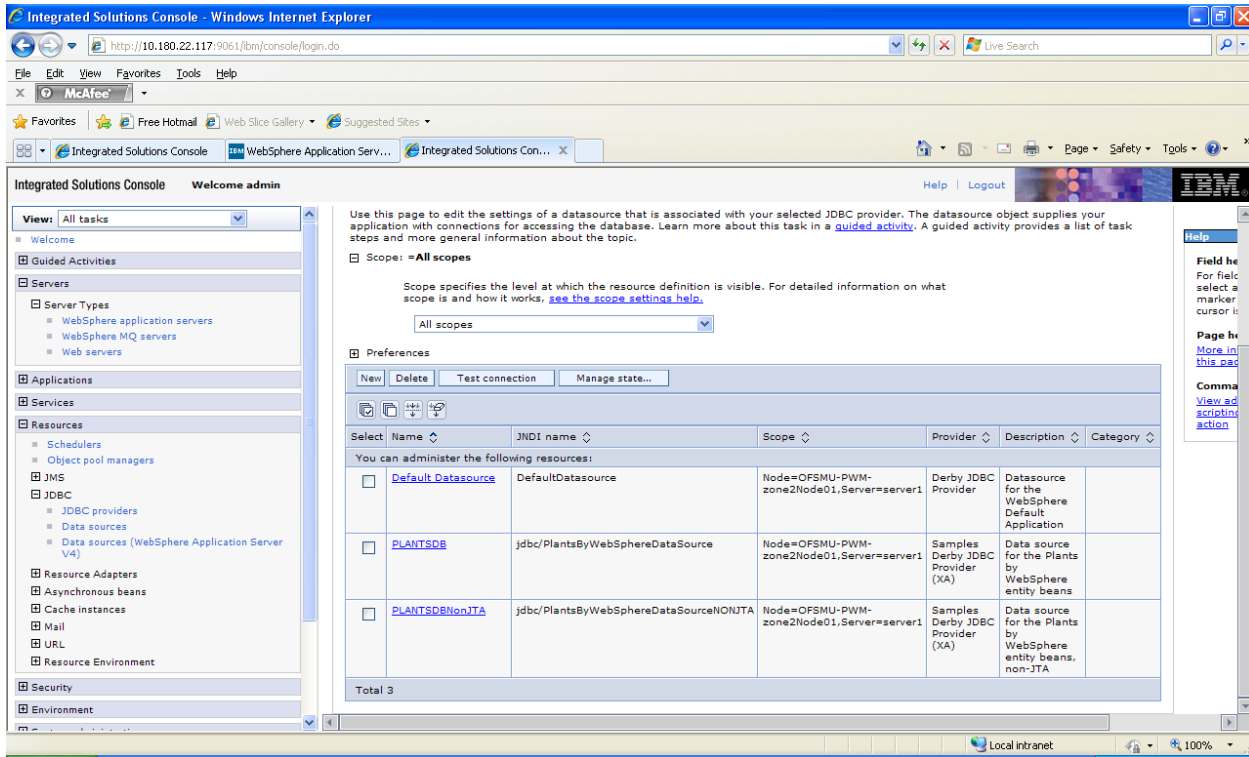 Integrated Solutions Console - Windows Internet Explorer
http://10.180.22.117:9061/ibm/console/login.do
Live Search
File Edit View Favorites Tools Help
McAfee
Favorites Free Hotmail Web Slice Gallery Suggested Sites
Integrated Solutions Console WebSphere Application Serv... Integrated Solutions Con... Page Safety Tools
Integrated Solutions Console Welcome admin Help | Logout IBM
View: All tasks
Welcome
Guided Activities
Servers
Server Types
WebSphere application servers
WebSphere MQ servers
Web servers
Applications
Services
Resources
Schedulers
Object pool managers
JMS
JDBC
JDBC providers
Data sources
Data sources (WebSphere Application Server
V4)
Resource Adapters
Asynchronous beans
Cache instances
Mail
URL
Resource Environment
Security
Environment
Use this page to edit the settings of a datasource that is associated with your selected JDBC provider. The datasource object supplies your
application with connections for accessing the database. Learn more about this task in a guided activity. A guided activity provides a list of task
steps and more general information about the topic.
Scope: =All scopes
Scope specifies the level at which the resource definition is visible. For detailed information on what
scope is and how it works, see the scope settings help.
All scopes
Preferences
New Delete Test connection Manage state...
Select Name JNDI name Scope Provider Description Category
You can administer the following resources:
Default Datasource DefaultDatasource Node=OFSMU-PWM- Derby JDBC Datasource
zone2Node01,Server=server1 Provider for the
WebSphere
Default
Application
PLANTSDB jdbc/PlantsByWebSphereDataSource Node=OFSMU-PWM- Samples Data source
zone2Node01,Server=server1 Derby JDBC for the Plants
Provider by
(XA) WebSphere
entity beans
PLANTSDBNonJTA jdbc/PlantsByWebSphereDataSourceNONJTA Node=OFSMU-PWM- Samples Data source
zone2Node01,Server=server1 Derby JDBC for the Plants
Provider by
(XA) WebSphere
entity beans,
non-JTA
Total 3
Help
Field he
For field
select a
marker
cursor is
Page he
More in
this pag
Comma
View ad
scripting
action
Local intranet 100%